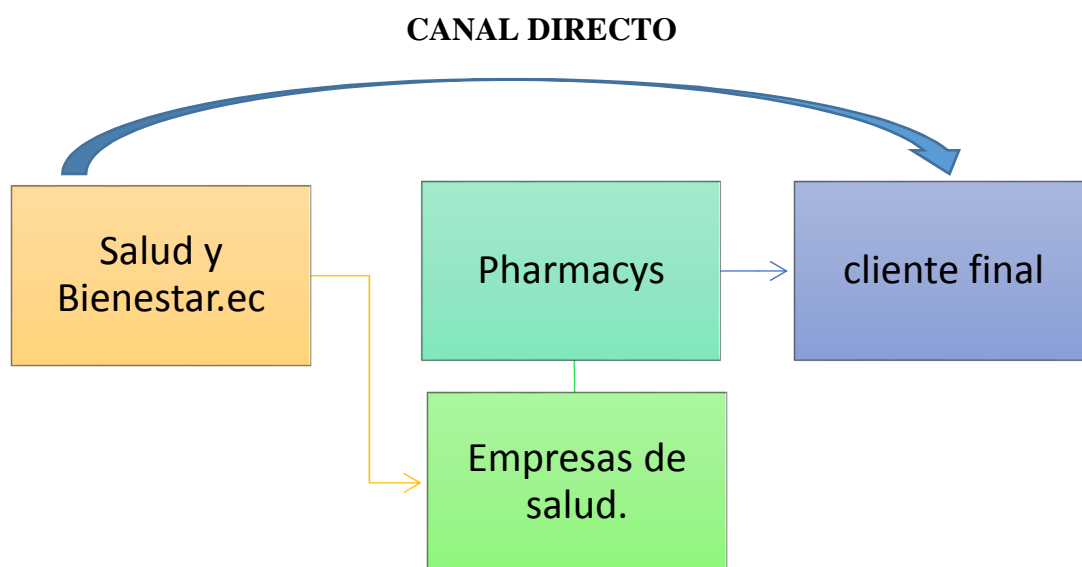 CANAL DIRECTO
Salud y
Bienestar.ec
Pharmacys
cliente final
Empresas de
salud.